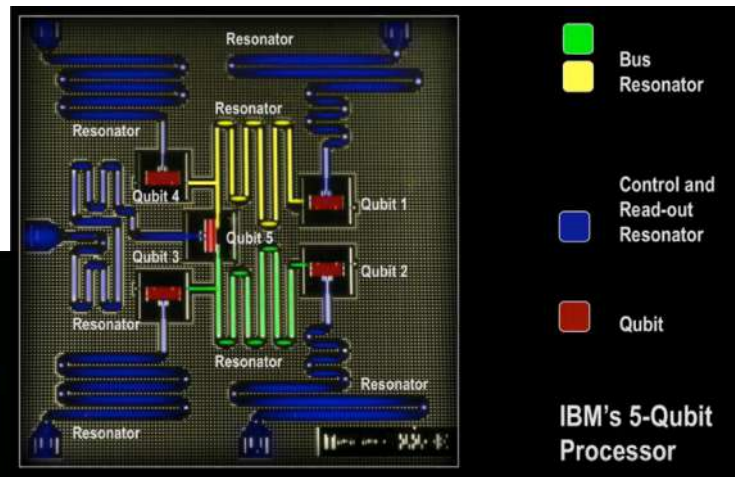 Resonator
Resonator
Resonator
Qubit 4
Qubit 1
Qubit 5
Qubit 3
Qubit 2
Resonator
Resonator
Resonator
Resonator
Bus
Resonator
Control and
Read-out
Resonator
Qubit
IBM's 5-Qubit
Processor